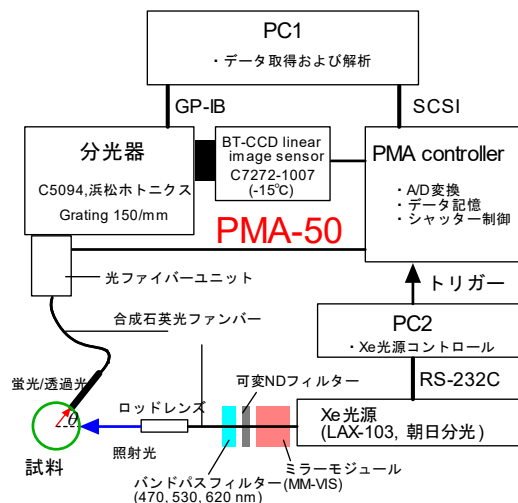 PC1
・データ取得および解析
GP-IB
SCSI
分光器
C5094,浜松ホトニクス
Grating 150/mm
BT-CCD linear
image sensor
C7272-1007
(-15℃)
PMA controller
・A/D変換
・データ記憶
・シャッター制御
PMA-50
光ファイバーユニット
トリガー
合成石英光ファンバー
PC2
・Xe光源コントロール
RS-232C
蛍光/透過光
θ
試料
ロッドレンズ
照射光
可変NDフィルター
Xe光源
(LAX-103, 朝日分光)
バンドパスフィルター
(470, 530, 620 nm)
ミラーモジュール
(MM-VIS)